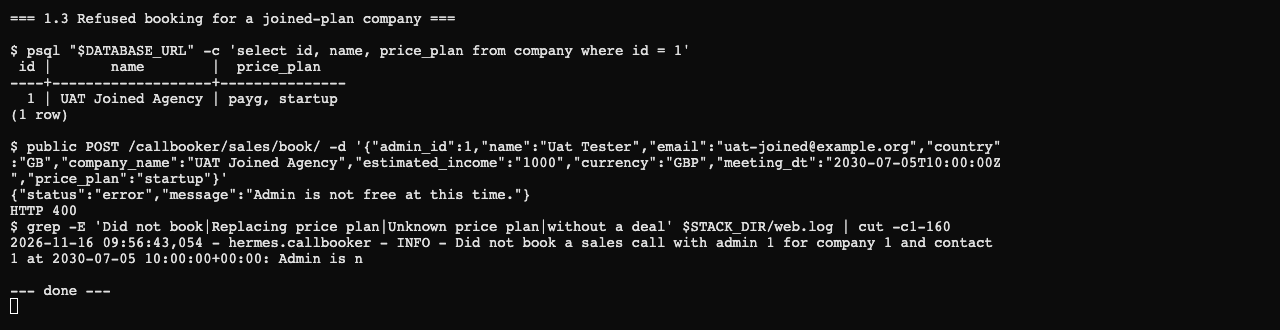 === 1.3 Refused booking for a joined-plan company ===
$ psql "$DATABASE_URL" -c 'select id, name, price_plan from company where id = 1'
 id |       name        |  price_plan
----+-------------------+---------------
  1 | UAT Joined Agency | payg, startup
(1 row)
$ public POST /callbooker/sales/book/ -d '{"admin_id":1,"name":"Uat Tester","email":"uat-joined@example.org","country"
:"GB","company_name":"UAT Joined Agency","estimated_income":"1000","currency":"GBP","meeting_dt":"2030-07-05T10:00:00Z
","price_plan":"startup"}'
{"status":"error","message":"Admin is not free at this time."}
HTTP 400
$ grep -E 'Did not book|Replacing price plan|Unknown price plan|without a deal' $STACK_DIR/web.log | cut -c1-160
2026-11-16 09:56:43,054 - hermes.callbooker - INFO - Did not book a sales call with admin 1 for company 1 and contact
1 at 2030-07-05 10:00:00+00:00: Admin is n
--- done ---